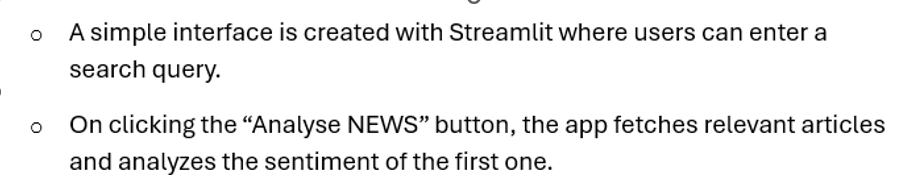 o A simple interface is created with Streamlit where users can enter a
search query.
o On clicking the “Analyse NEWS” button, the app fetches relevant articles
and analyzes the sentiment of the first one.